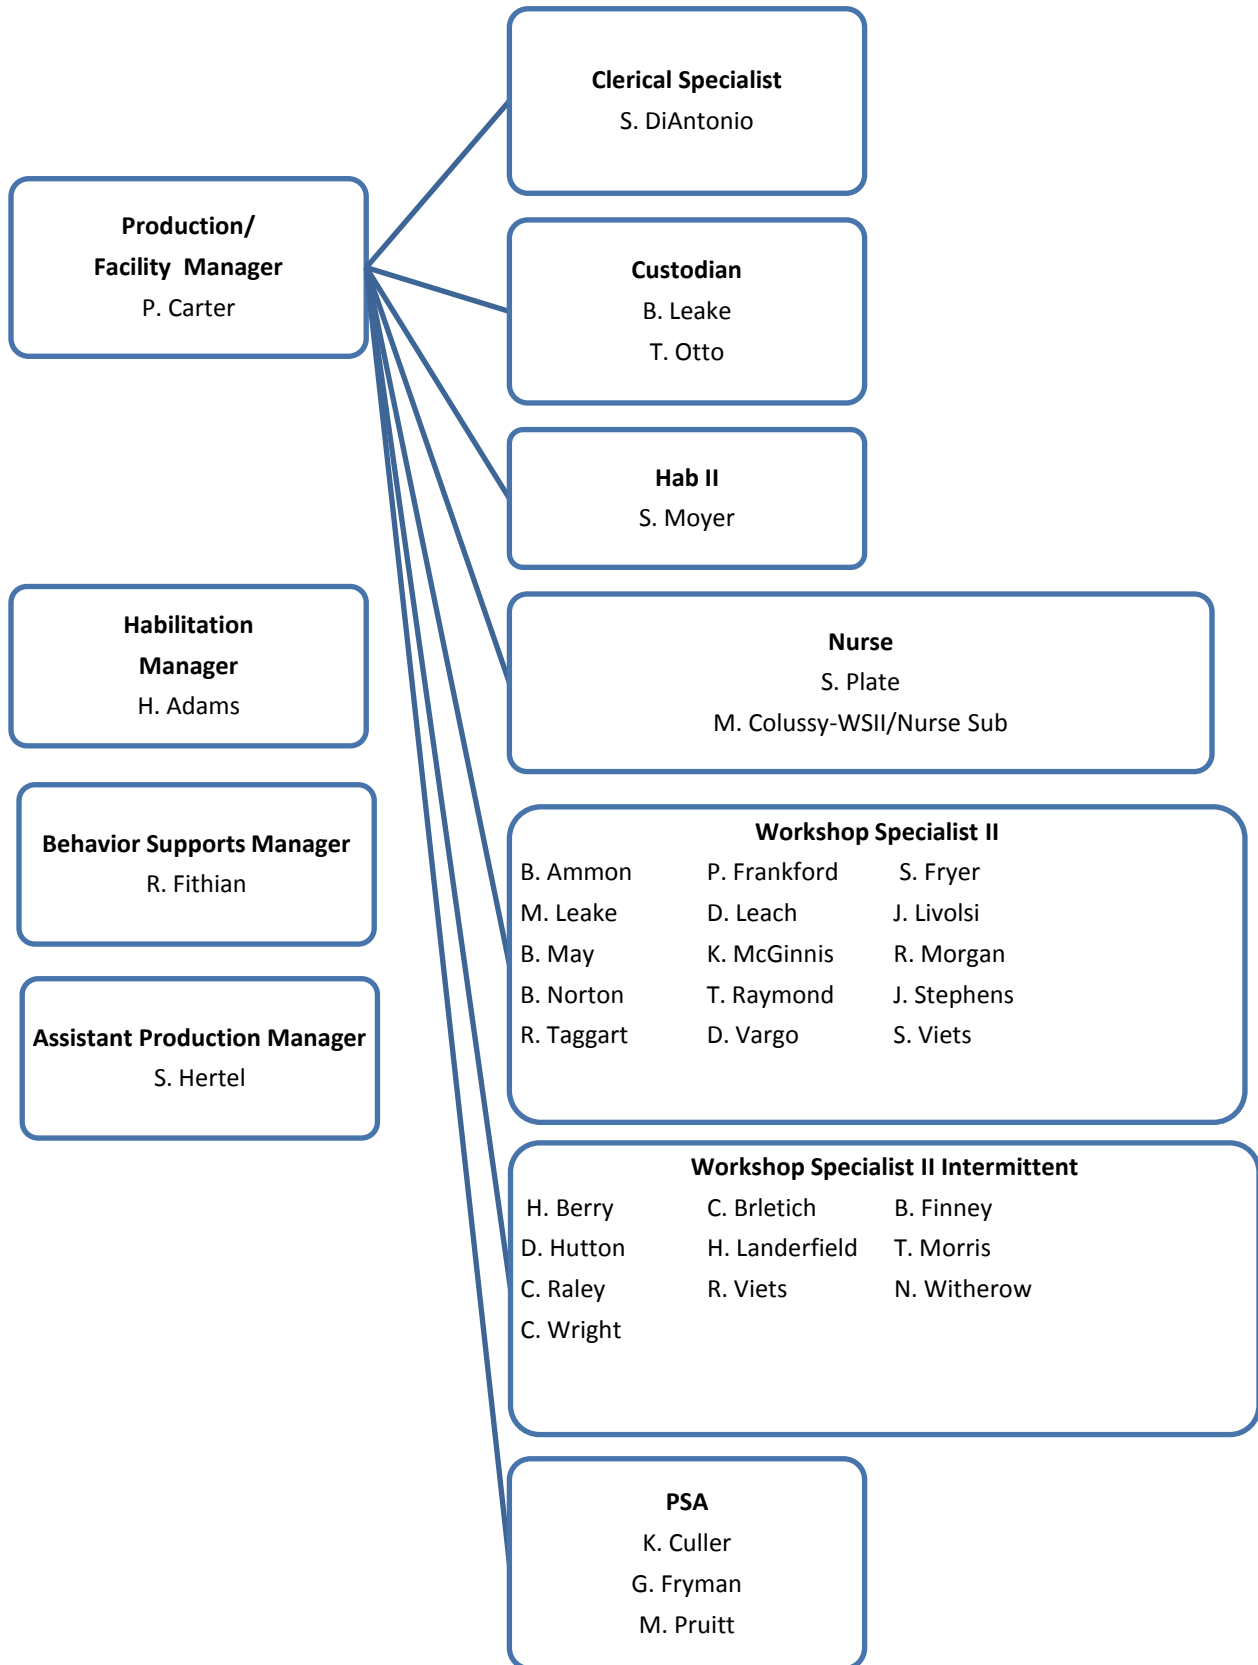 Clerical Specialist
S. DiAntonio
Production/
Facility Manager
P. Carter
Custodian
B. Leake
T. Otto
Hab II
S. Moyer
Habilitation
Manager
H. Adams
Nurse
S. Plate
M. Colussy-WSII/Nurse Sub
Behavior Supports Manager
R. Fithian
Assistant Production Manager
S. Hertel
Workshop Specialist II
B. Ammon P. Frankford S. Fryer
M. Leake D. Leach J. Livolsi
B. May K. McGinnis R. Morgan
B. Norton T. Raymond J. Stephens
R. Taggart D. Vargo S. Viets
Workshop Specialist II Intermittent
H. Berry C. Brletich B. Finney
D. Hutton H. Landerfield T. Morris
C. Raley R. Viets N. Witherow
C. Wright
PSA
K. Culler
G. Fryman
M. Pruitt